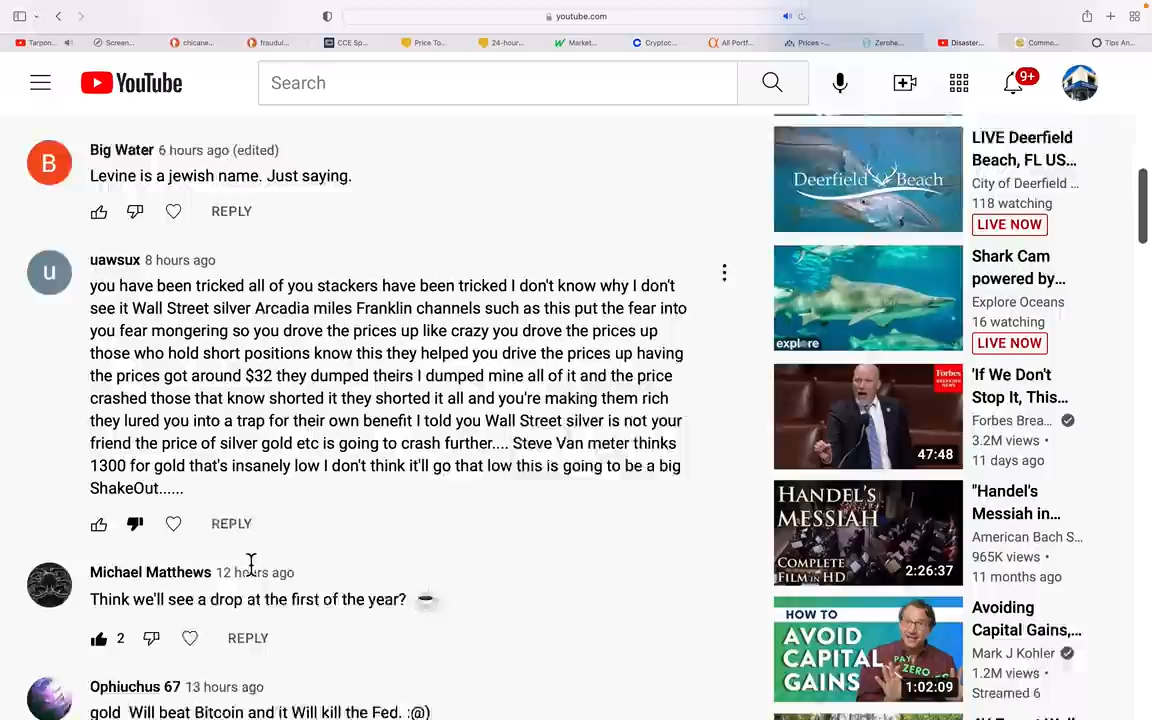 youtube.com
Tarpon...
Screen...
chicane...
fraudul...
CCE Sp...
Price To...
24-hour...
Market...
Cryptoc...
All Portf...
Prices -...
Zerohe...
Disaster...
Comme...
Tips An...
YouTube
Search
9+
B
Big Water 6 hours ago (edited)
Levine is a jewish name. Just saying.
REPLY
u
uawsux 8 hours ago
you have been tricked all of you stackers have been tricked I don't know why I don't
see it Wall Street silver Arcadia miles Franklin channels such as this put the fear into
you fear mongering so you drove the prices up like crazy you drove the prices up
those who hold short positions know this they helped you drive the prices up having
the prices got around $32 they dumped theirs I dumped mine all of it and the price
crashed those that know shorted it they shorted it all and you're making them rich
they lured you into a trap for their own benefit I told you Wall Street silver is not your
friend the price of silver gold etc is going to crash further.... Steve Van meter thinks
1300 for gold that's insanely low I don't think it'll go that low this is going to be a big
ShakeOut......
REPLY
Michael Matthews 12 hours ago
Think we'll see a drop at the first of the year?
2
REPLY
Ophiuchus 67 13 hours ago
gold Will beat Bitcoin and it Will kill the Fed. :@)
Deerfield Beach
LIVE Deerfield
Beach, FL US...
City of Deerfield ...
118 watching
LIVE NOW
explore
Shark Cam
powered by...
Explore Oceans
16 watching
LIVE NOW
Forbes
BREAKING
NEWS
47:48
'If We Don't
Stop It, This...
Forbes Brea...
3.2M views •
11 days ago
HANDEL'S
MESSIAH
COMPLETE
FILM in HD
2:26:37
"Handel's
Messiah in...
American Bach S...
965K views •
11 months ago
HOW TO
AVOID
CAPITAL
GAINS
PAY
ZERO
1:02:09
Avoiding
Capital Gains,...
Mark J Kohler
1.2M views •
Streamed 6